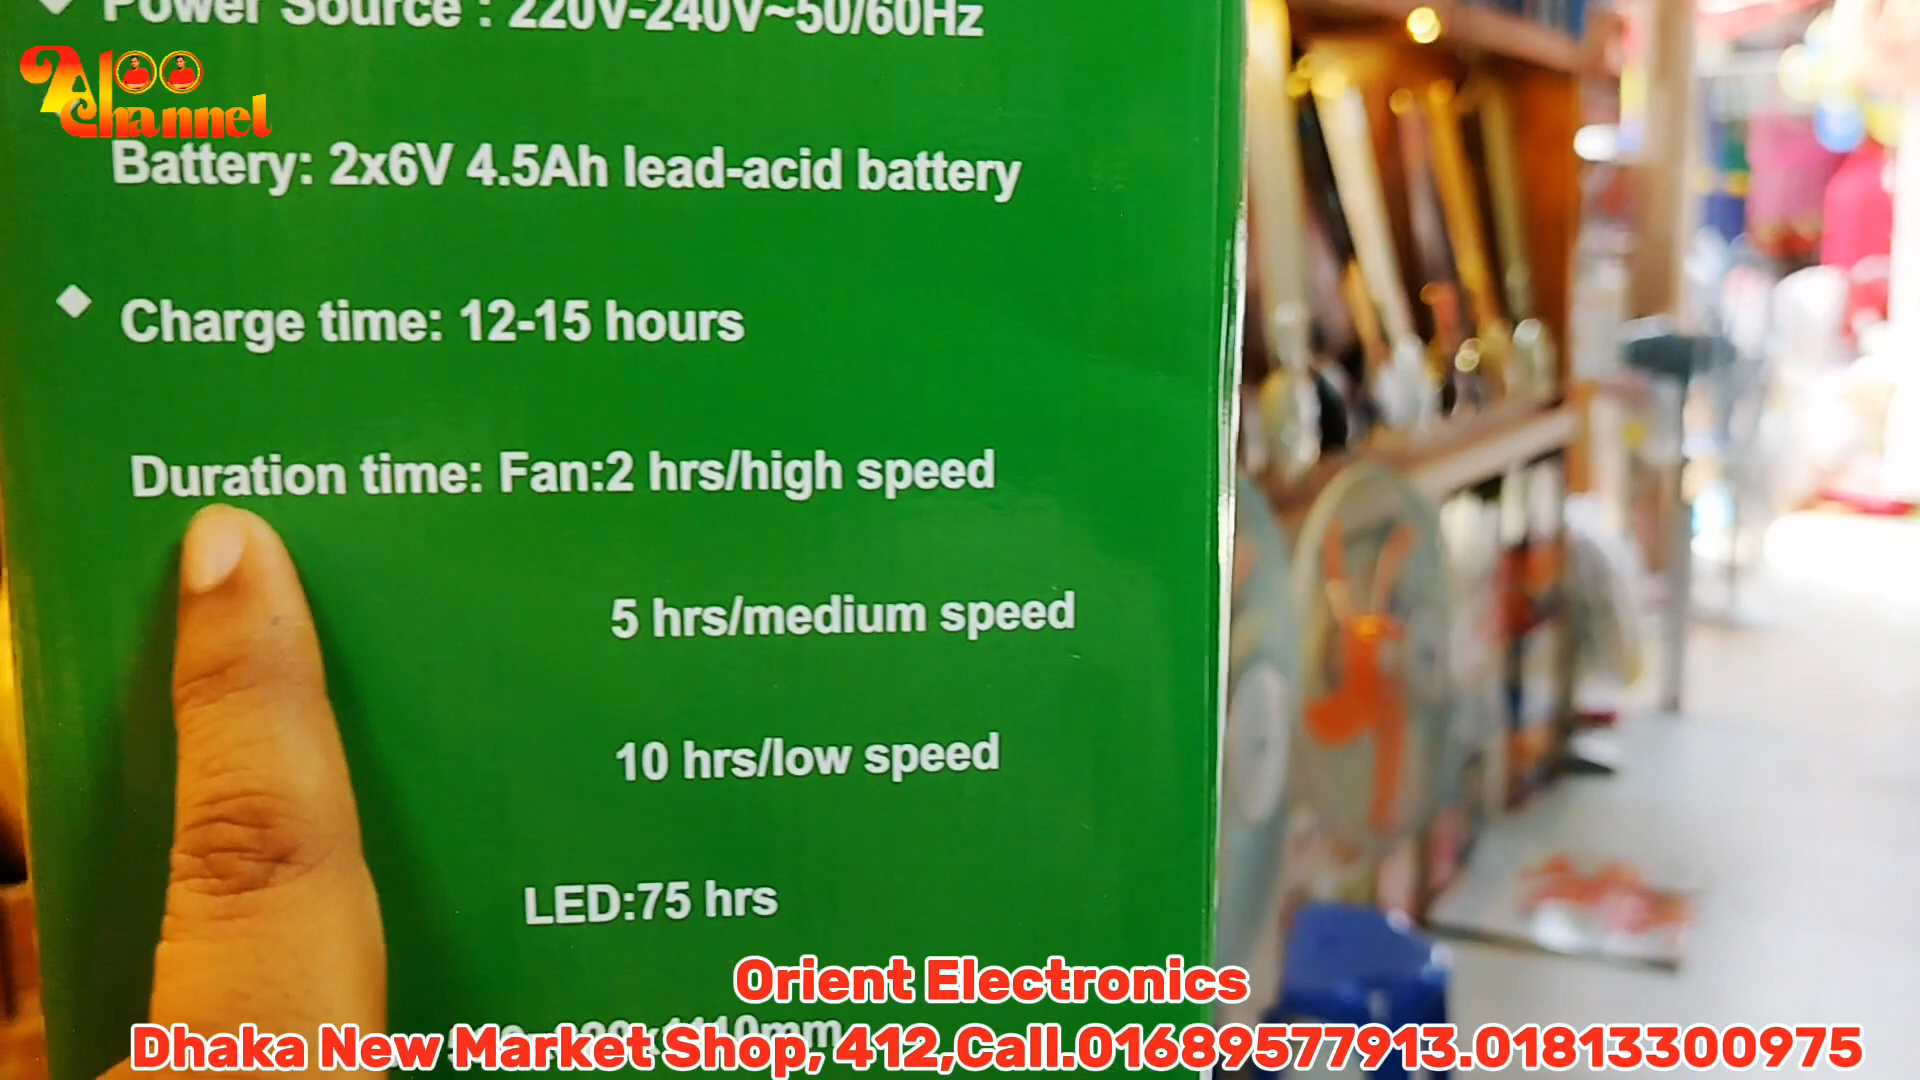 Power Source : 220V-240V~50/60Hz
Aloo
Channel
Battery: 2x6V 4.5Ah lead-acid battery
Charge time: 12-15 hours
Duration time: Fan:2 hrs/high speed
5 hrs/medium speed
10 hrs/low speed
LED:75 hrs
Orient Electronics
Dhaka New Market Shop, 412,Call.01689577913.01813300975